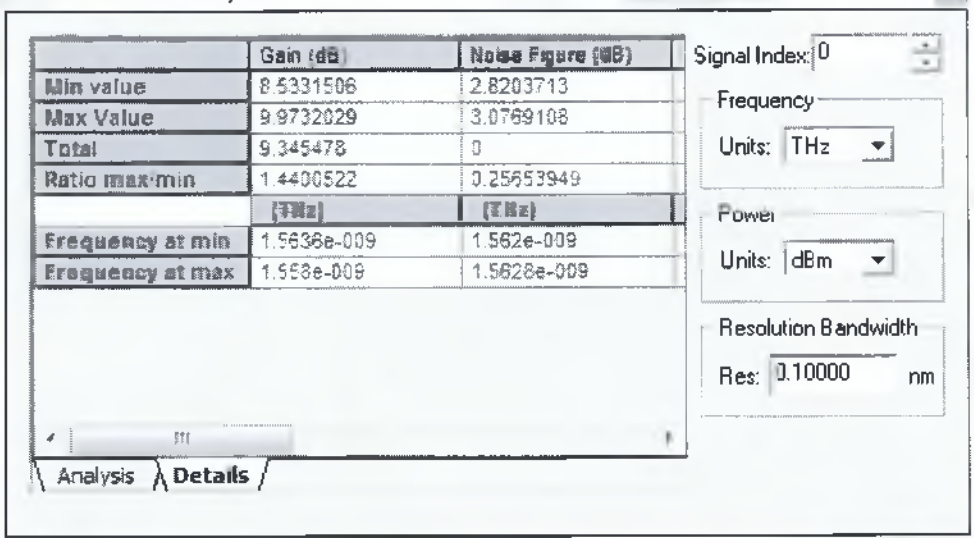 Gain (dB) Noise Figure (dB)
Min value 8.5331506 2.8203713
Max Value 9.9732029 3.0769108
Total 9.345478 0
Ratio max-min 1.4400522 0.25653949
(THz) (THz)
Frequency at min 1.5636e-009 1.562e-009
Frequency at max 1.558e-009 1.5628e-009
Analysis Details
Signal Index: 0
Frequency
Units: THz
Power
Units: dBm
Resolution Bandwidth
Res: 0.10000 nm